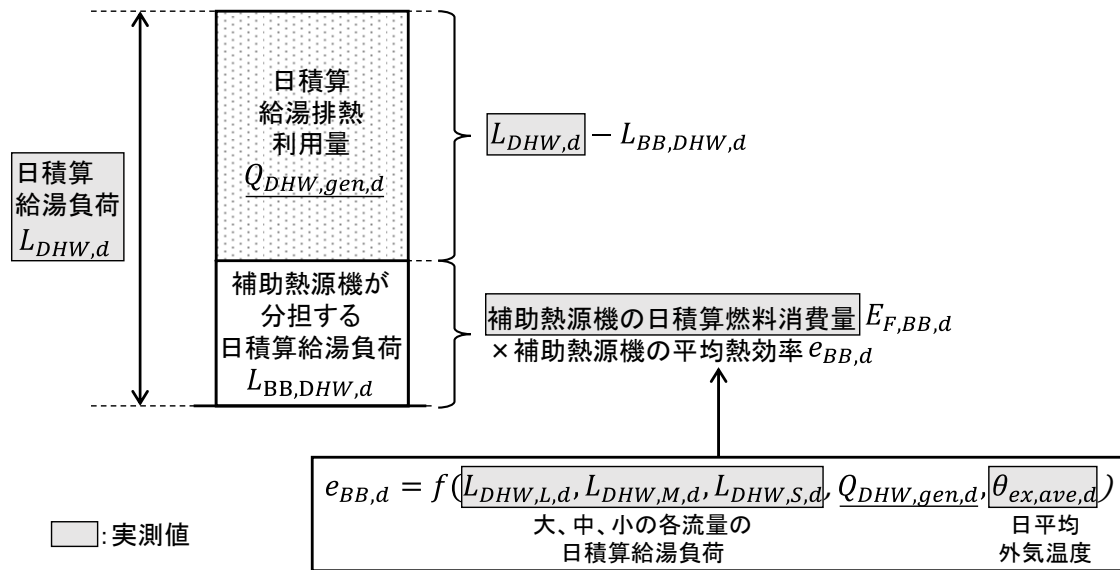 日積算
給湯負荷
L_{DHW,d}
日積算
給湯排熱
利用量
Q_{DHW,gen,d}
L_{DHW,d} − L_{BB,DHW,d}
補助熱源機が
分担する
日積算給湯負荷
L_{BB,DHW,d}
補助熱源機の日積算燃料消費量 E_{F,BB,d}
×補助熱源機の平均熱効率 e_{BB,d}
e_{BB,d} = f(L_{DHW,L,d}, L_{DHW,M,d}, L_{DHW,S,d}, Q_{DHW,gen,d}, θ_{ex,ave,d})
大、中、小の各流量の
日積算給湯負荷
日平均
外気温度
:実測値